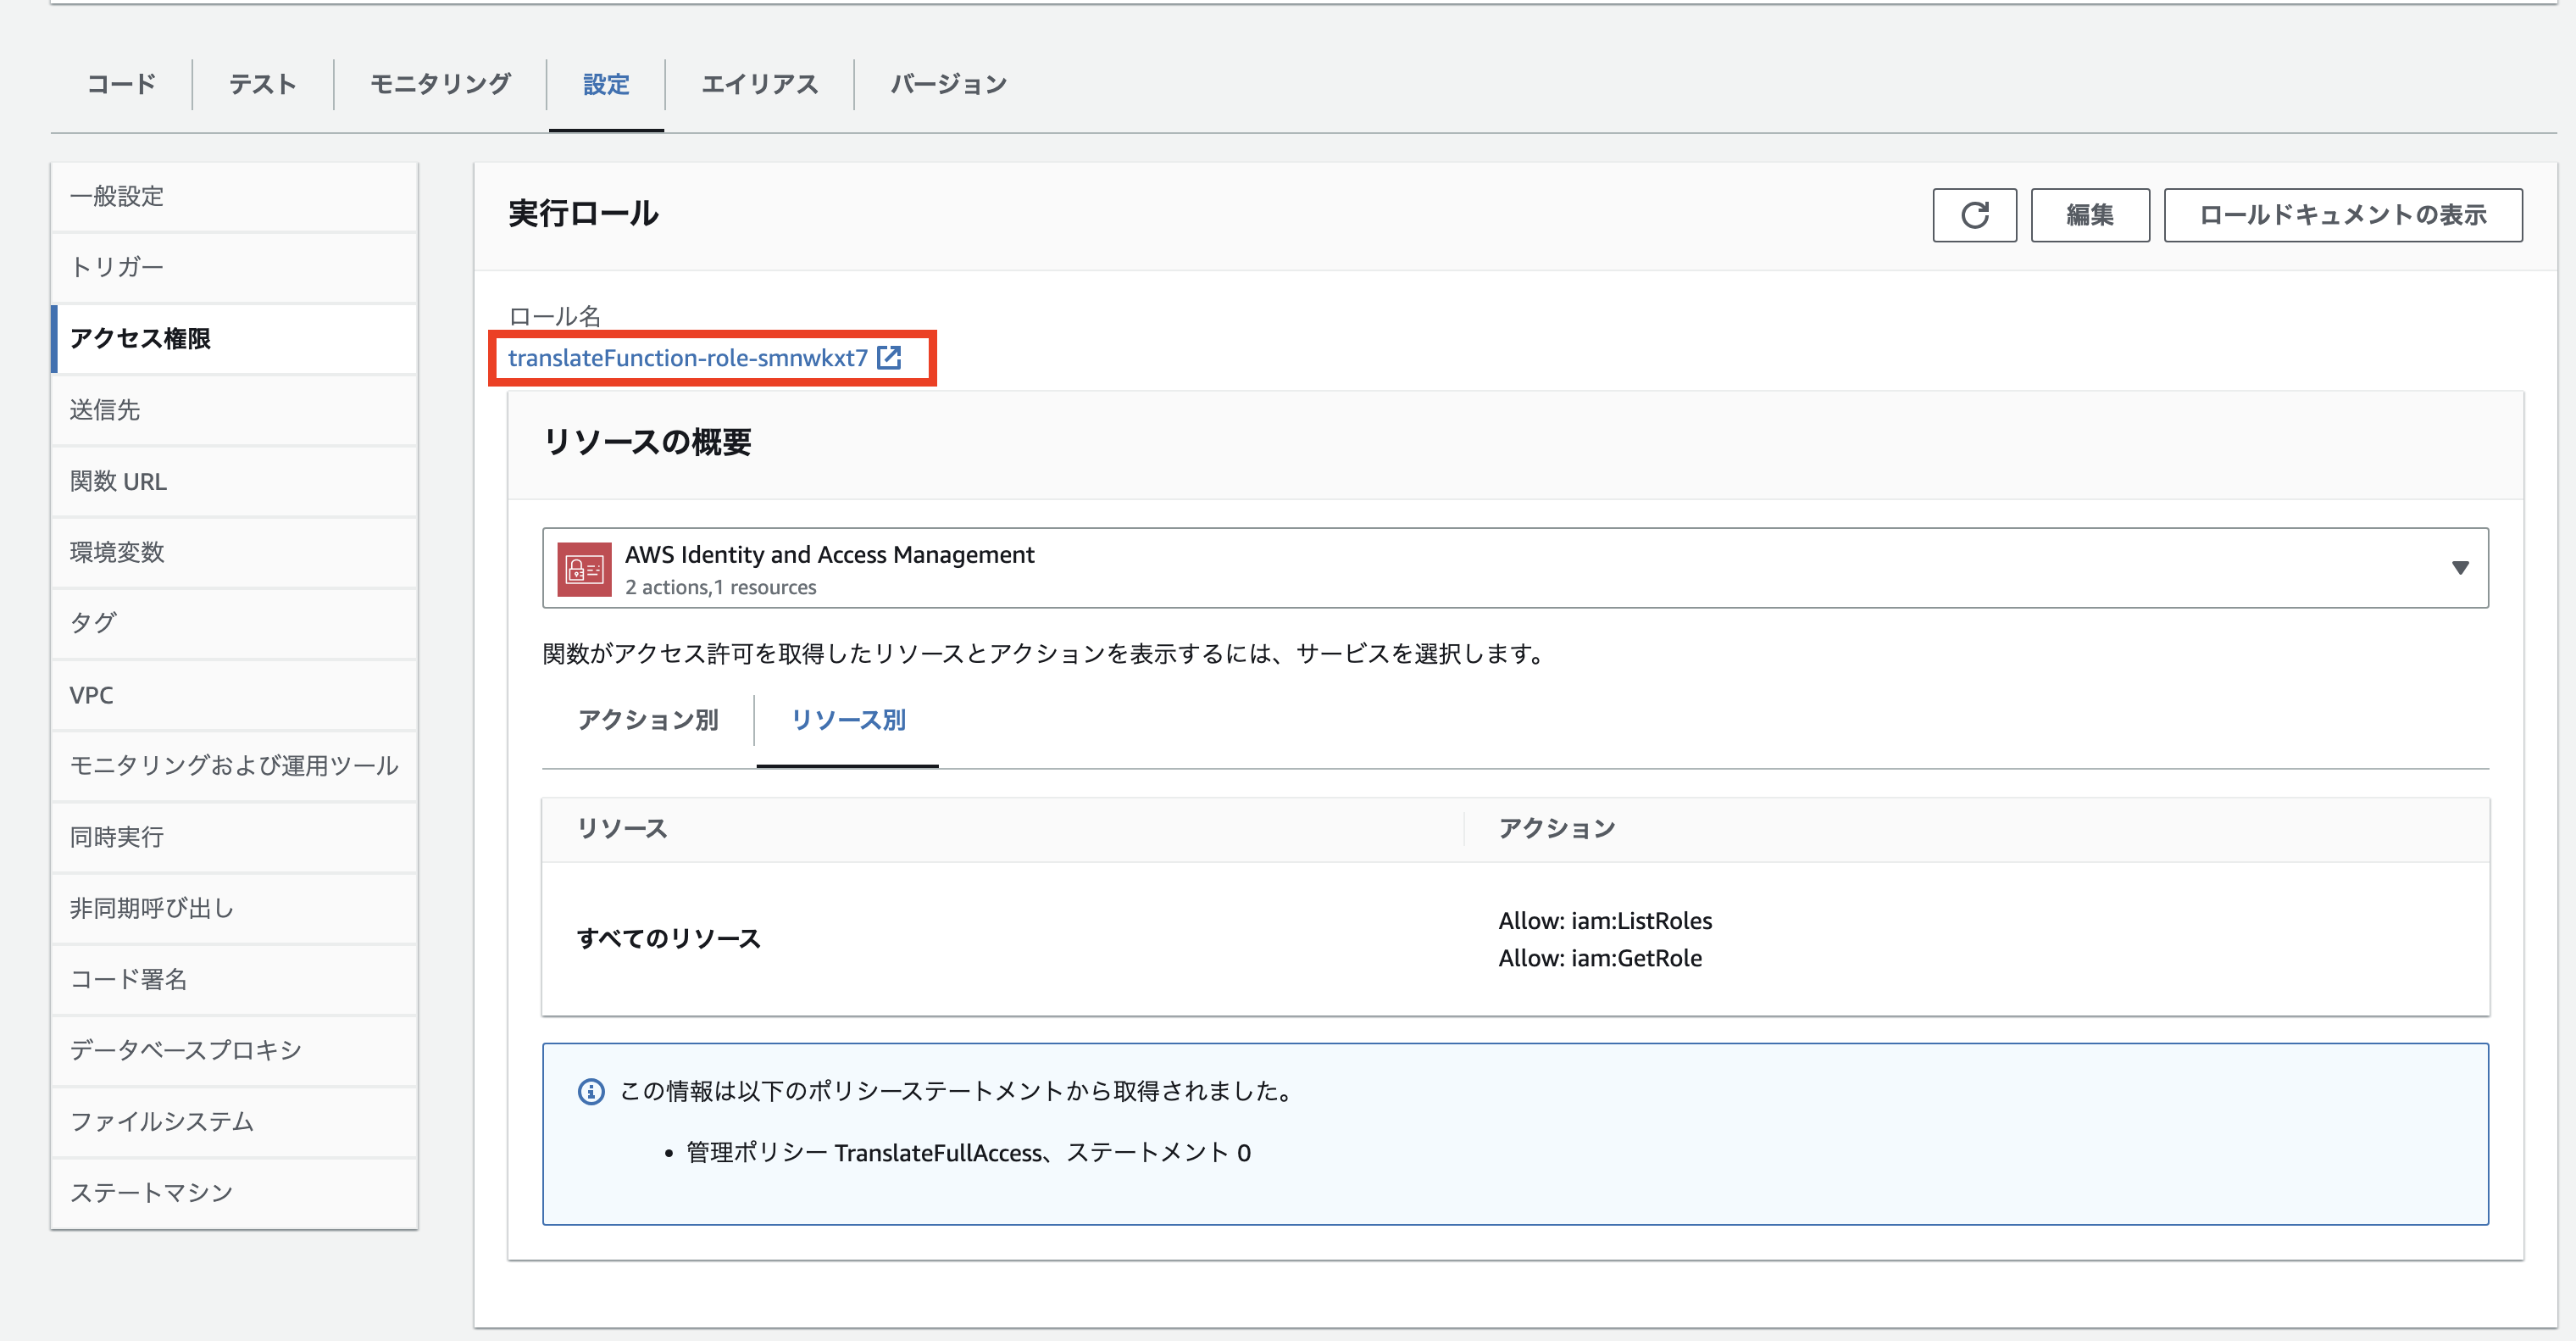 コード
テスト
モニタリング
設定
エイリアス
バージョン
一般設定
トリガー
アクセス権限
送信先
関数 URL
環境変数
タグ
VPC
モニタリングおよび運用ツール
同時実行
非同期呼び出し
コード署名
データベースプロキシ
ファイルシステム
ステートマシン
実行ロール
編集
ロールドキュメントの表示
ロール名
translateFunction-role-smnwkxt7
リソースの概要
AWS Identity and Access Management
2 actions,1 resources
関数がアクセス許可を取得したリソースとアクションを表示するには、サービスを選択します。
アクション別
リソース別
リソース
アクション
すべてのリソース
Allow: iam:ListRoles
Allow: iam:GetRole
この情報は以下のポリシーステートメントから取得されました。
• 管理ポリシー TranslateFullAccess、ステートメント 0